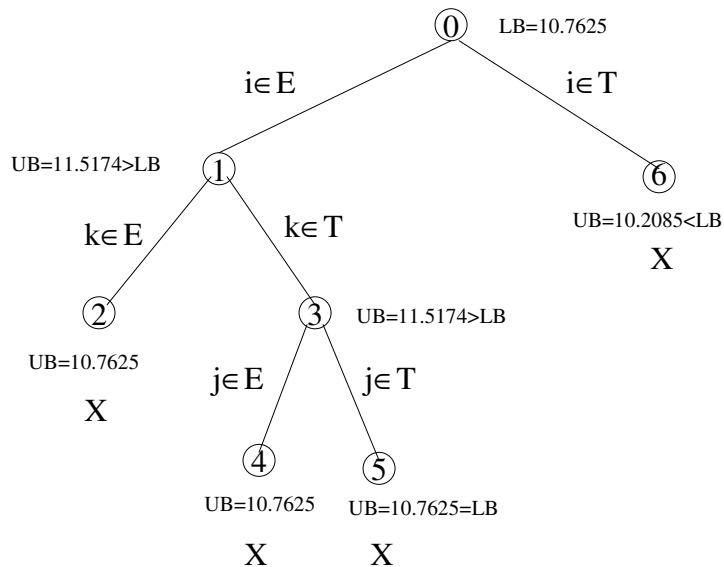 0 LB=10.7625
i∈E i∈T
UB=11.5174>LB 1 6
UB=10.2085<LB
k∈E k∈T
X
2 3 UB=11.5174>LB
UB=10.7625
j∈E j∈T
X
4 5
UB=10.7625 UB=10.7625=LB
X X